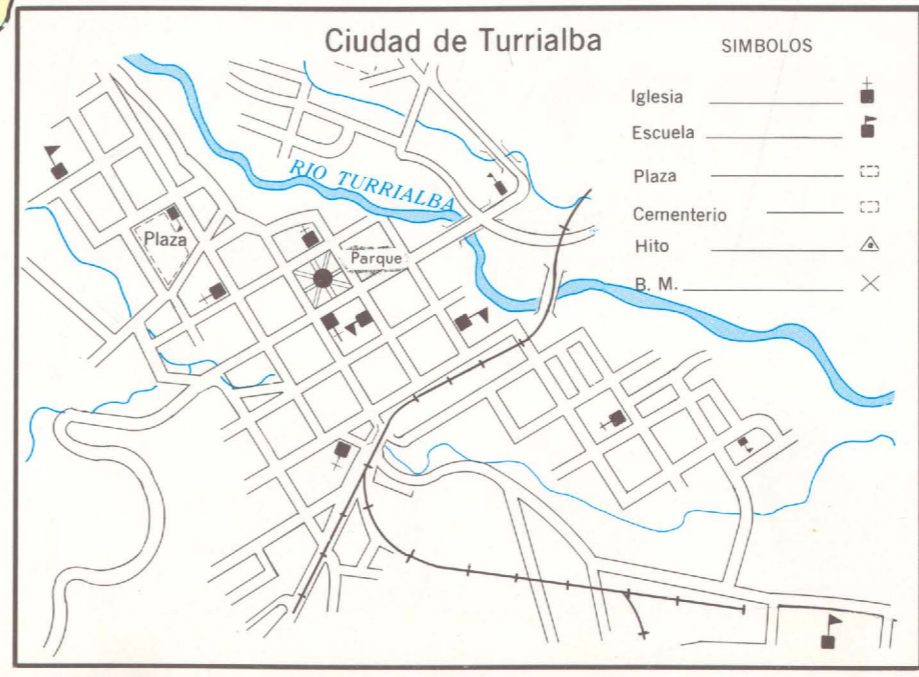 Ciudad de Turrialba
SIMBOLOS
Iglesia
Escuela
Plaza
Cementerio
Hito
B. M.
RIO TURRIALBA
Plaza
Parque